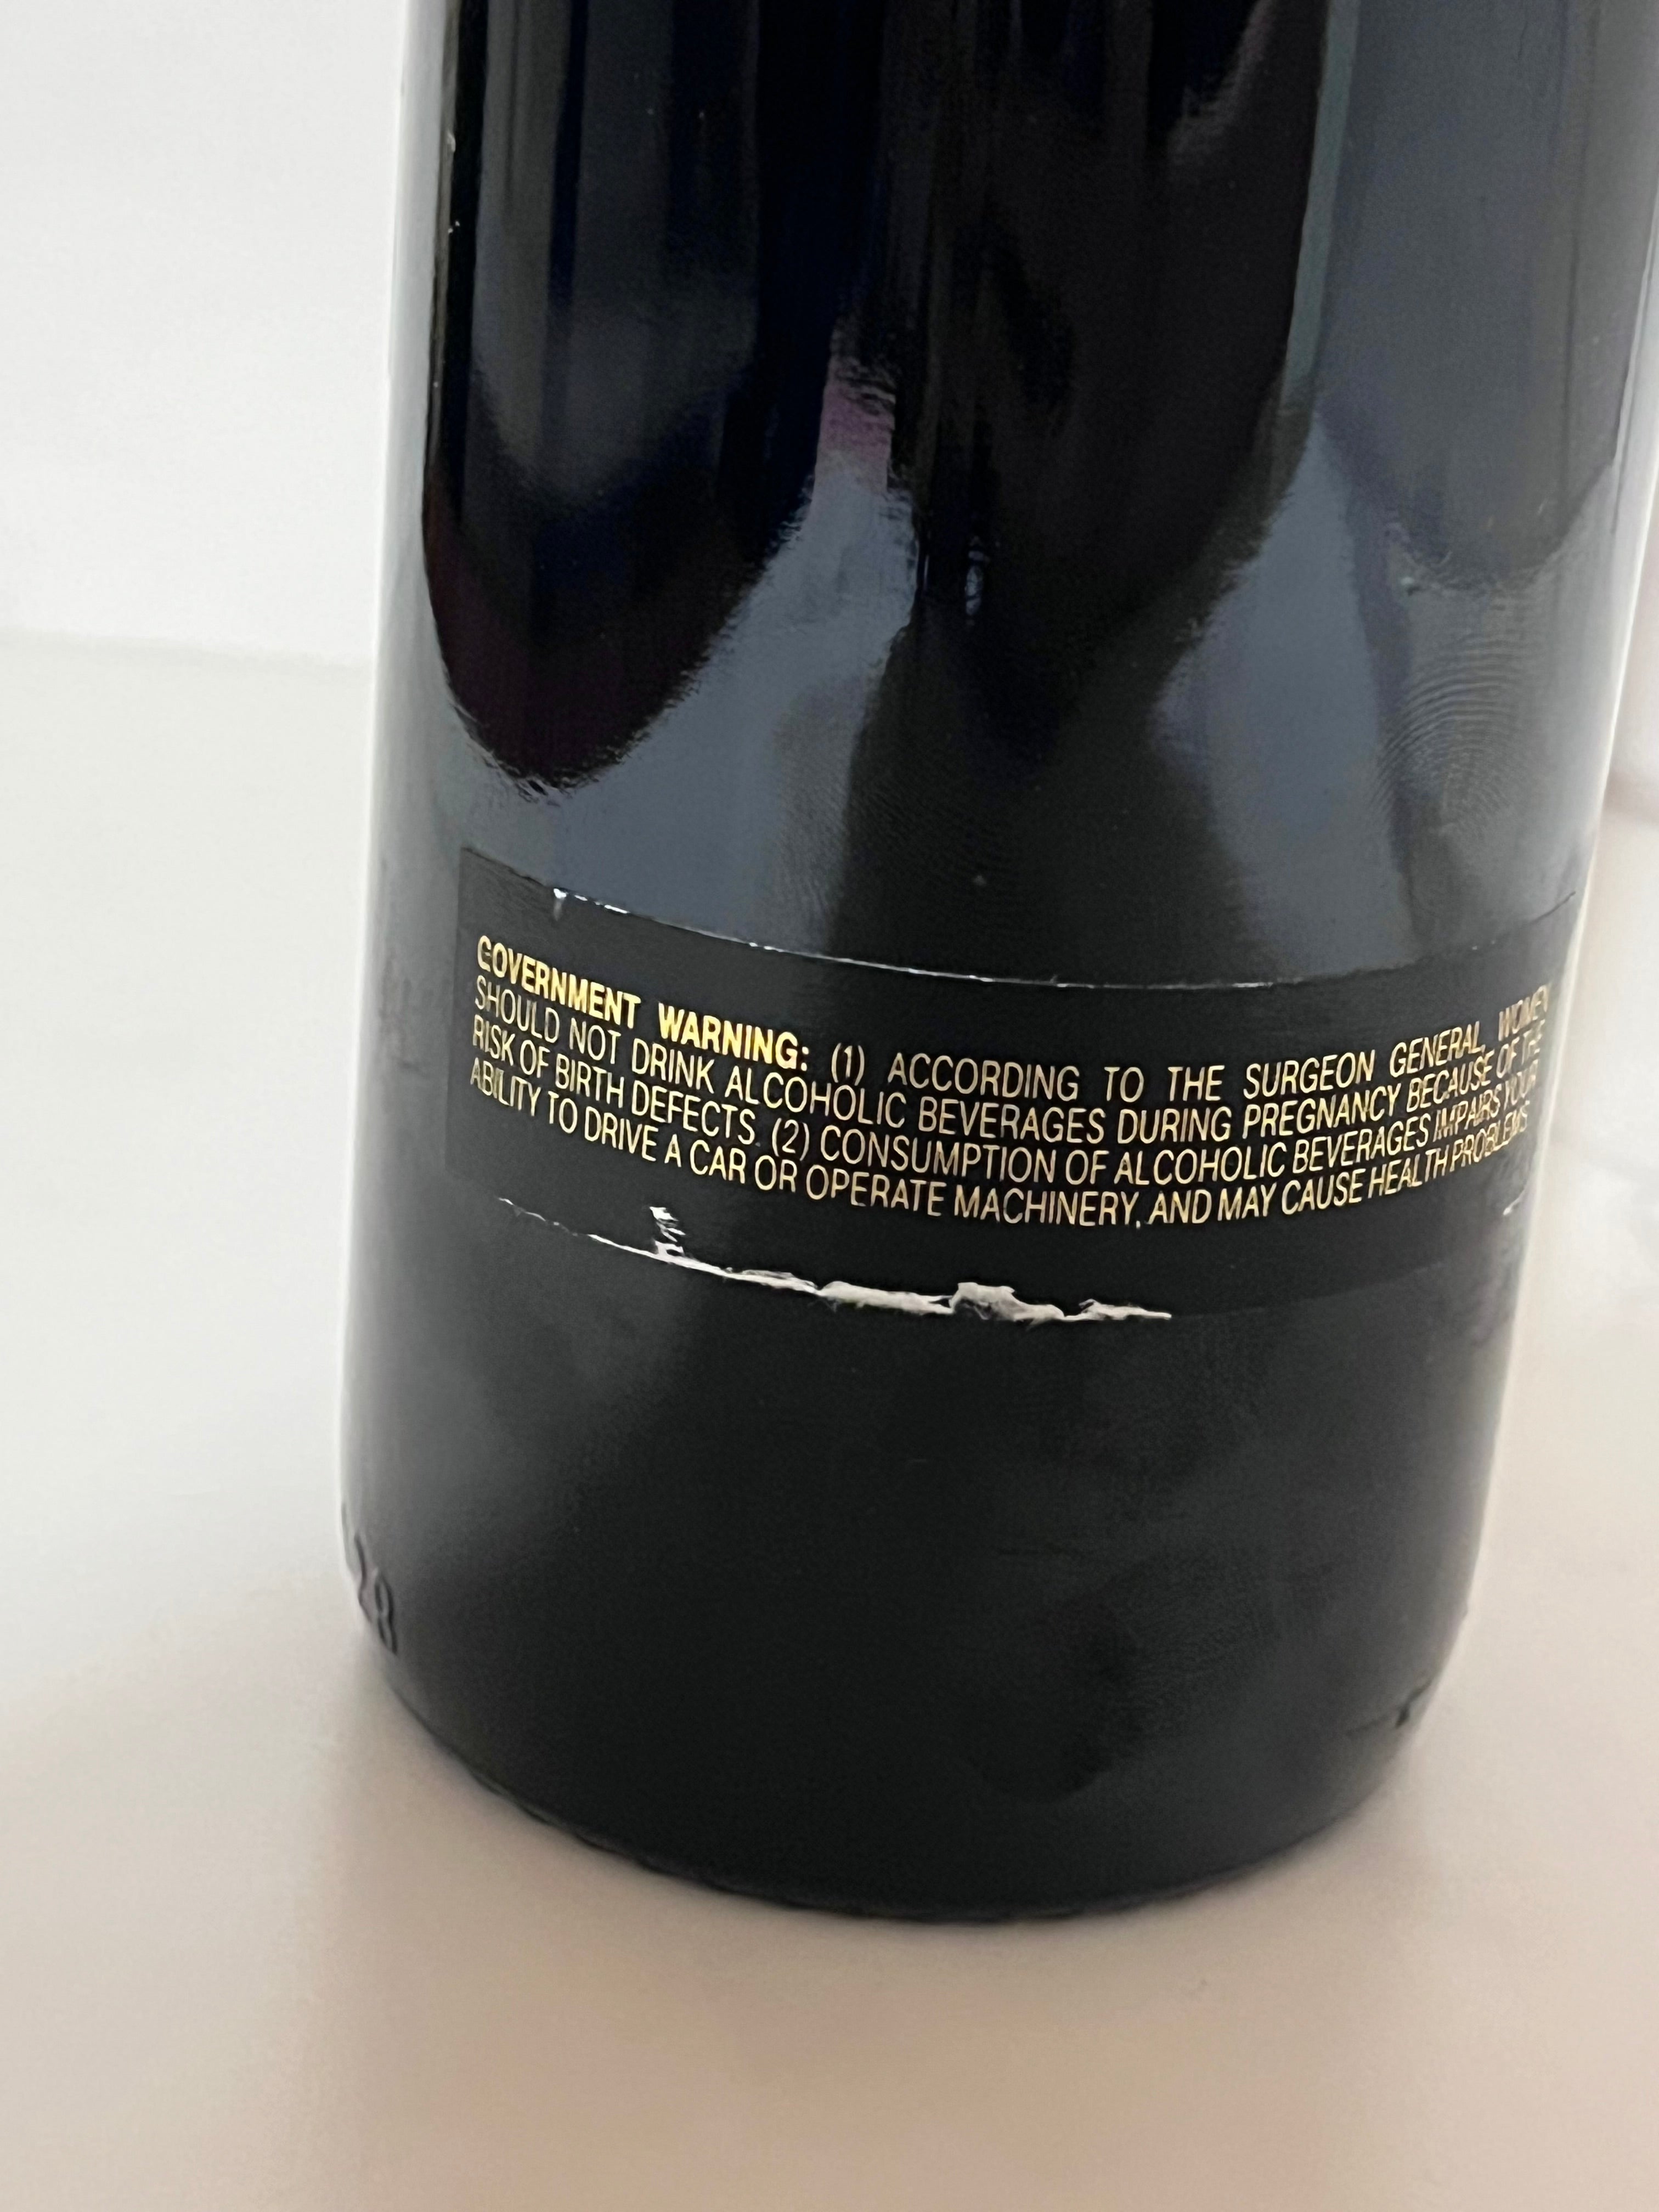 GOVERNMENT WARNING: (1) ACCORDING TO THE SURGEON GENERAL, WOMEN
SHOULD NOT DRINK ALCOHOLIC BEVERAGES DURING PREGNANCY BECAUSE OF THE
RISK OF BIRTH DEFECTS. (2) CONSUMPTION OF ALCOHOLIC BEVERAGES IMPAIRS YOUR
ABILITY TO DRIVE A CAR OR OPERATE MACHINERY, AND MAY CAUSE HEALTH PROBLEMS.